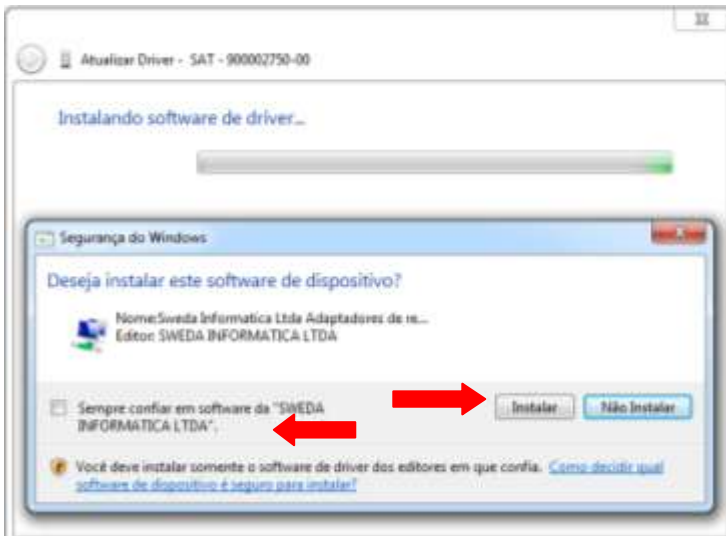 Atualizar Driver - SAT - 900002750-00
Instalando software de driver...
Segurança do Windows
Deseja instalar este software de dispositivo?
Nome:Sweda Informatica Ltda Adaptadores de re...
Editor: SWEDA INFORMATICA LTDA
Sempre confiar em software da "SWEDA
INFORMATICA LTDA".
Instalar
Não Instalar
Você deve instalar somente o software de driver dos editores em que confia. Como decidir qual
software de dispositivo é seguro para instalar?